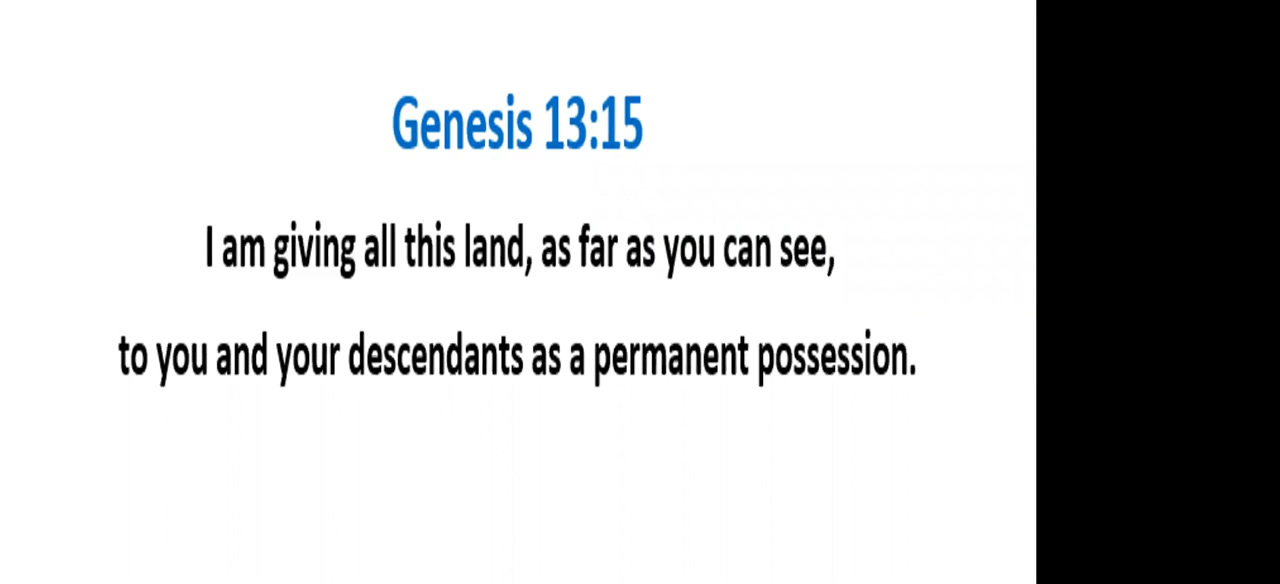 Genesis 13:15
I am giving all this land, as far as you can see,
to you and your descendants as a permanent possession.